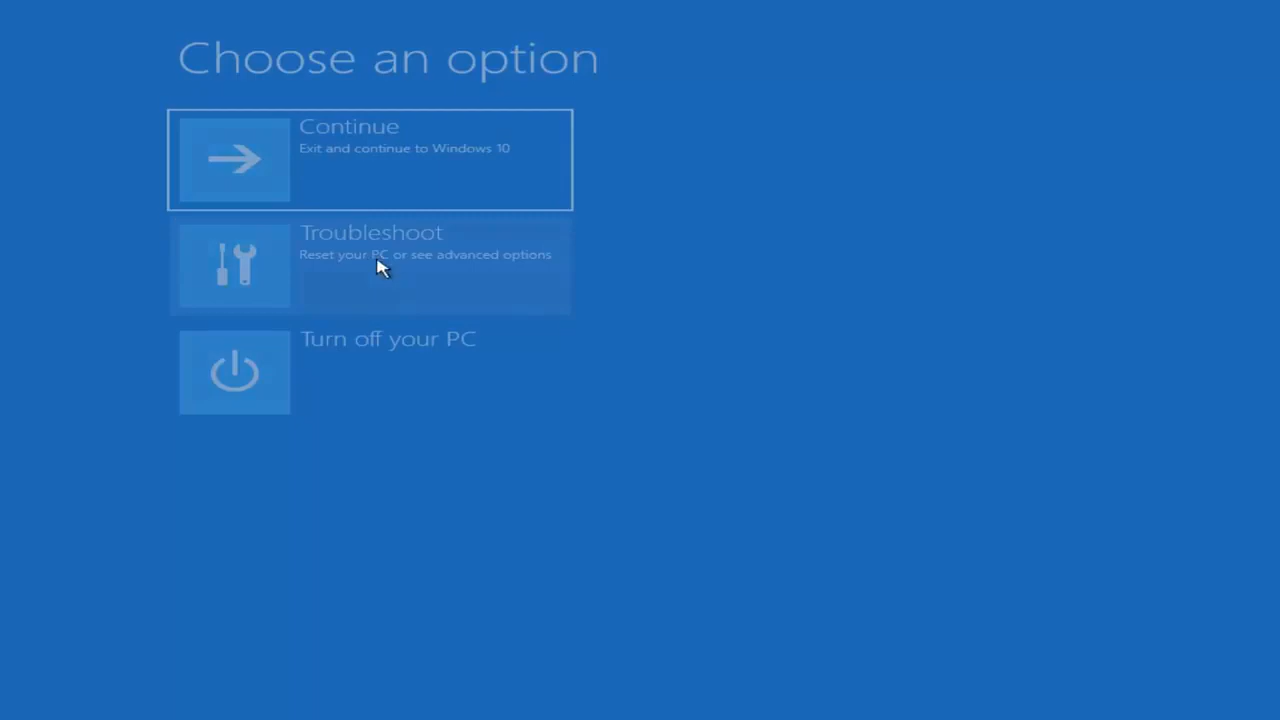 Choose an option
Continue
Exit and continue to Windows 10
Troubleshoot
Reset your PC or see advanced options
Turn off your PC